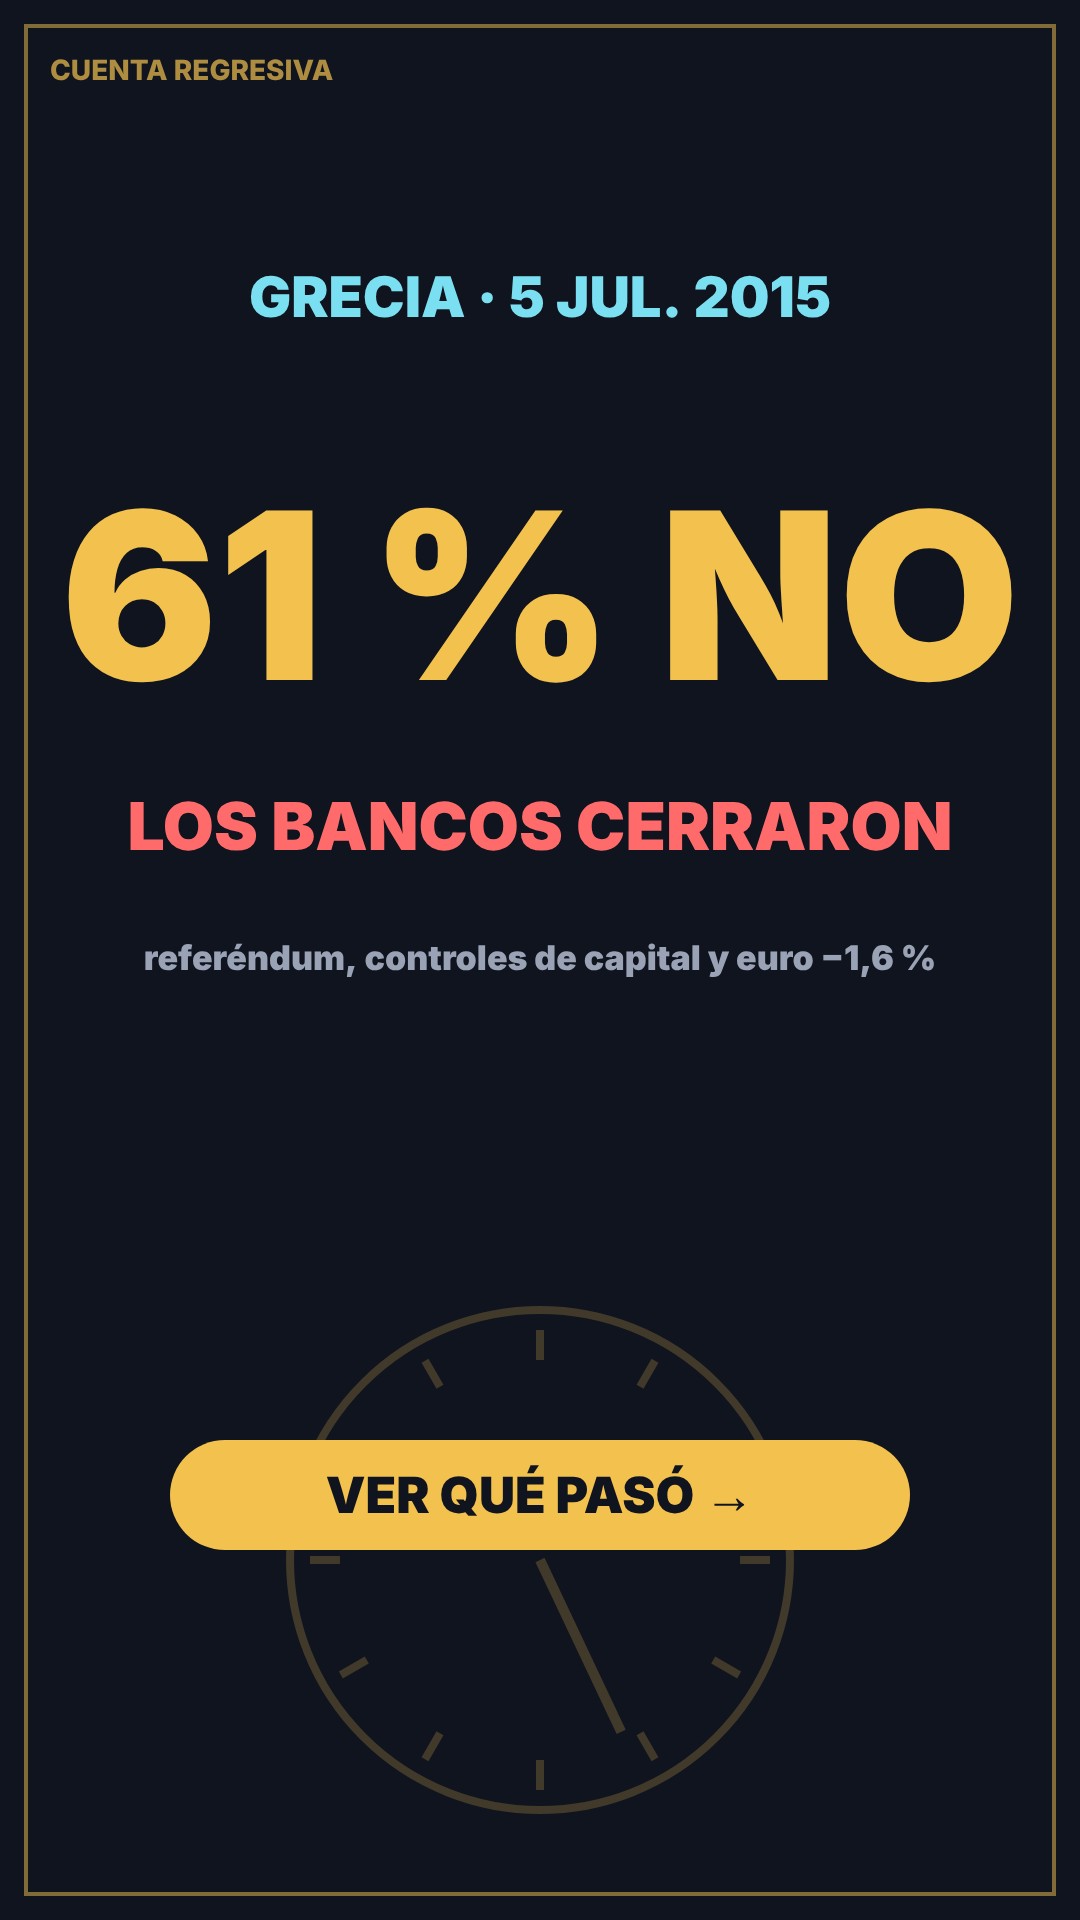 CUENTA REGRESIVA
GRECIA · 5 JUL. 2015
61 % NO
LOS BANCOS CERRARON
referéndum, controles de capital y euro −1,6 %
VER QUÉ PASÓ →